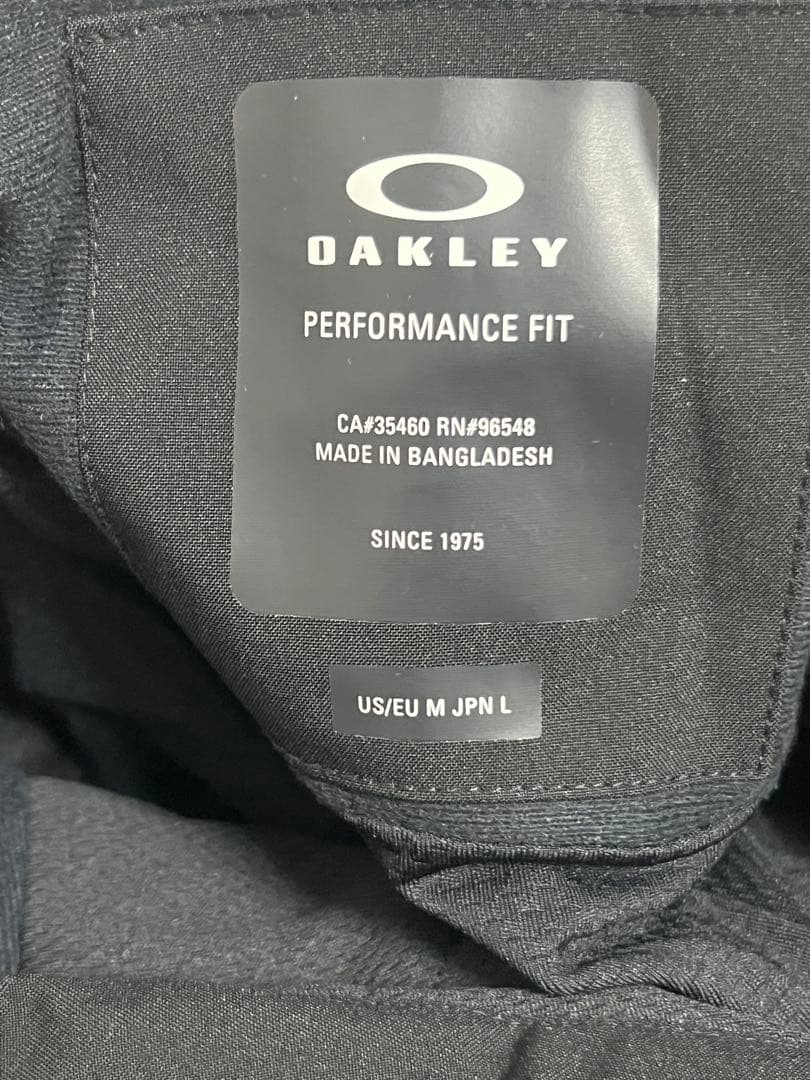 OAKLEY
PERFORMANCE FIT
CA#35460 RN#96548
MADE IN BANGLADESH
SINCE 1975
US/EU M JPN L